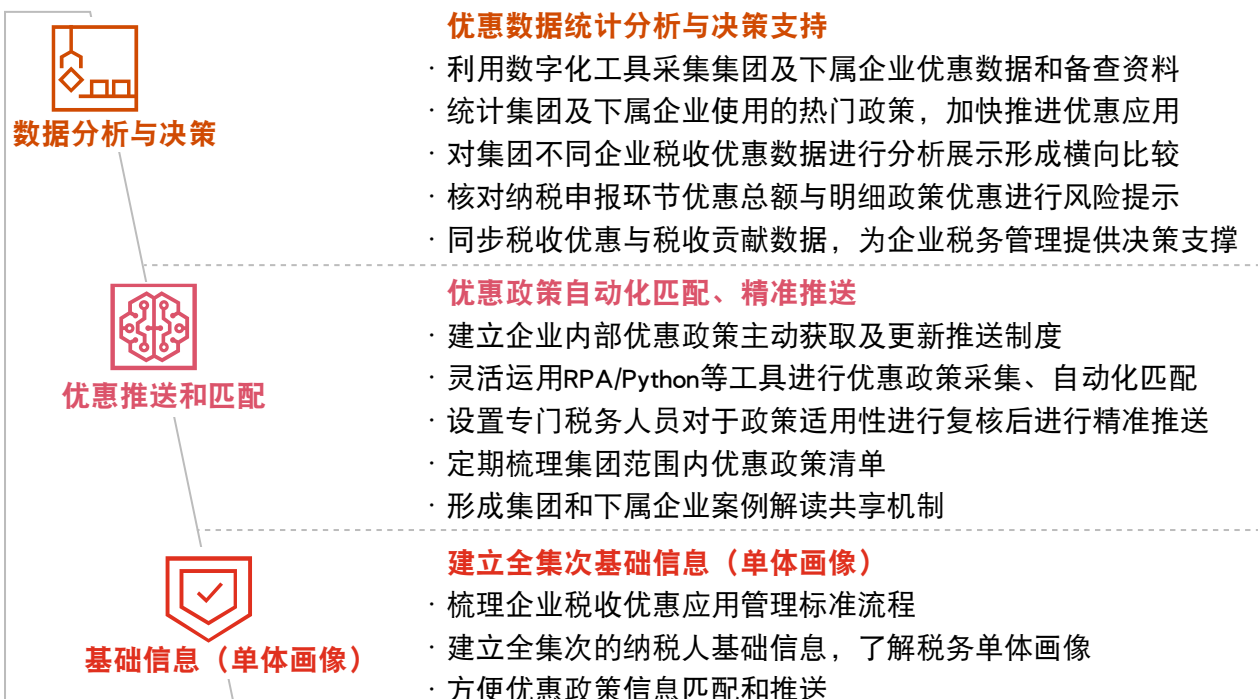 优惠数据统计分析与决策支持
· 利用数字化工具采集集团及下属企业优惠数据和备查资料
· 统计集团及下属企业使用的热门政策，加快推进优惠应用
数据分析与决策
· 对集团不同企业税收优惠数据进行分析展示形成横向比较
· 核对纳税申报环节优惠总额与明细政策优惠进行风险提示
· 同步税收优惠与税收贡献数据，为企业税务管理提供决策支撑
优惠政策自动化匹配、精准推送
· 建立企业内部优惠政策主动获取及更新推送制度
· 灵活运用RPA/Python等工具进行优惠政策采集、自动化匹配
优惠推送和匹配
· 设置专门税务人员对于政策适用性进行复核后进行精准推送
· 定期梳理集团范围内优惠政策清单
· 形成集团和下属企业案例解读共享机制
建立全集次基础信息（单体画像）
· 梳理企业税收优惠应用管理标准流程
· 建立全集次的纳税人基础信息，了解税务单体画像
基础信息（单体画像）
· 方便优惠政策信息匹配和推送